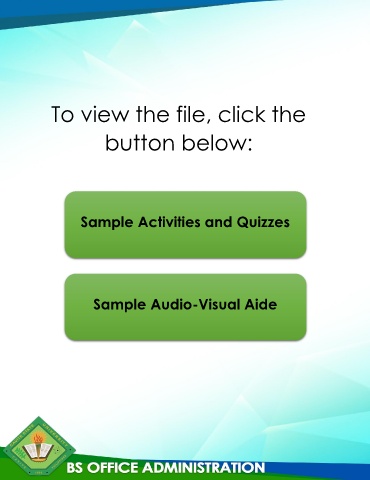 To view the file, click the
button below:
Sample Activities and Quizzes
Sample Audio-Visual Aide
BS OFFICE ADMINISTRATION